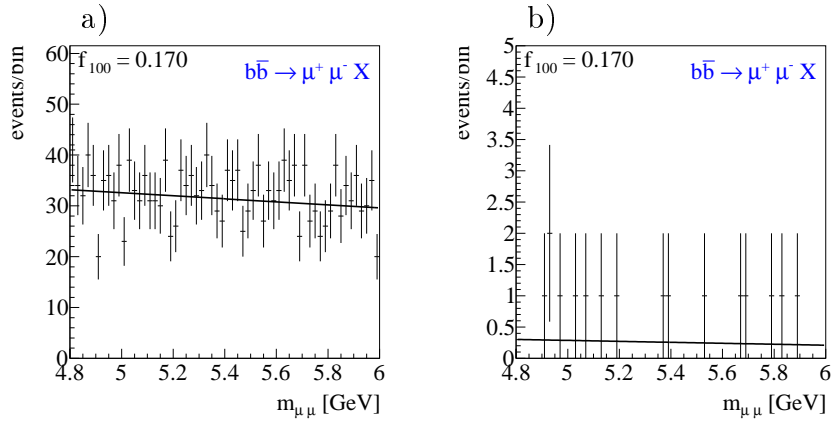 a)
events/bin
60
50
40
30
20
10
0
f100 = 0.170
bb̅ → μ+ μ- X
4.8 5 5.2 5.4 5.6 5.8 6
mμμ [GeV]
b)
events/bin
5
4.5
4
3.5
3
2.5
2
1.5
1
0.5
0
f100 = 0.170
bb̅ → μ+ μ- X
4.8 5 5.2 5.4 5.6 5.8 6
mμμ [GeV]